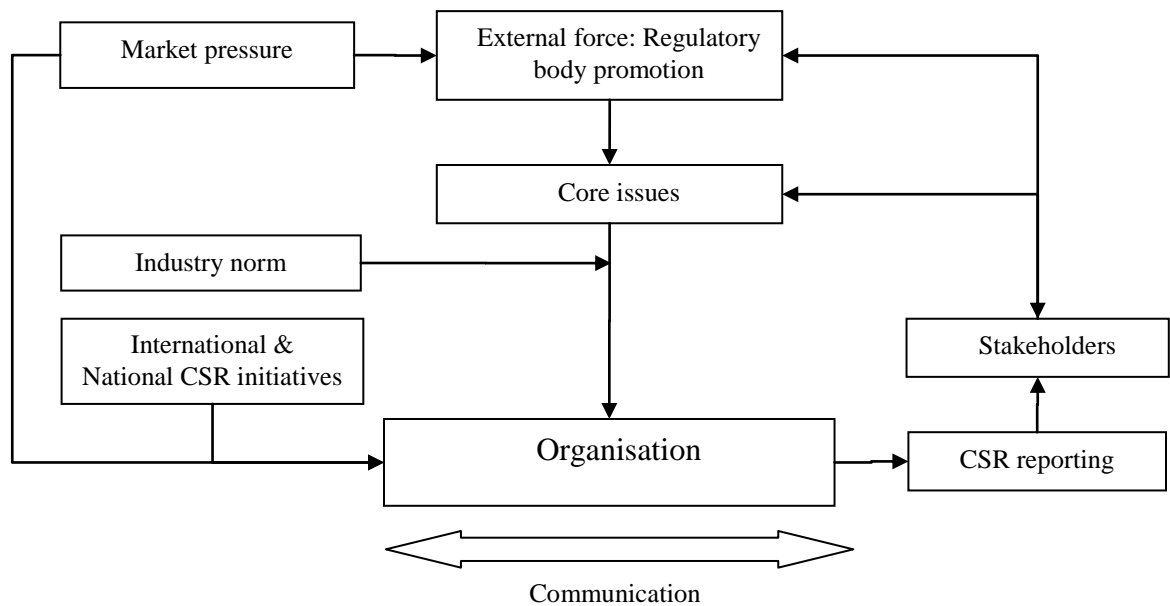 Market pressure
External force: Regulatory
body promotion
Core issues
Industry norm
International &
National CSR initiatives
Stakeholders
Organisation
CSR reporting
Communication